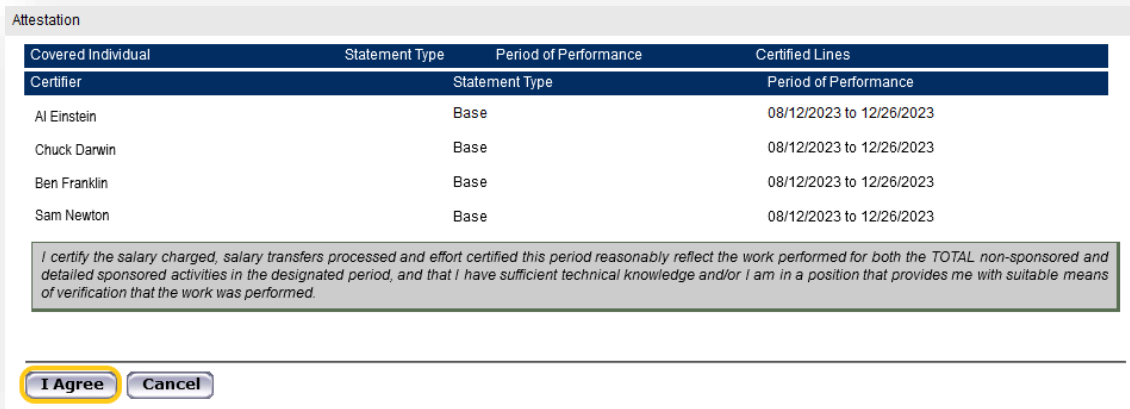 Attestation
Covered Individual Statement Type Period of Performance Certified Lines
Certifier Statement Type Period of Performance
Al Einstein Base 08/12/2023 to 12/26/2023
Chuck Darwin Base 08/12/2023 to 12/26/2023
Ben Franklin Base 08/12/2023 to 12/26/2023
Sam Newton Base 08/12/2023 to 12/26/2023
I certify the salary charged, salary transfers processed and effort certified this period reasonably reflect the work performed for both the TOTAL non-sponsored and
detailed sponsored activities in the designated period, and that I have sufficient technical knowledge and/or I am in a position that provides me with suitable means
of verification that the work was performed.
I Agree Cancel